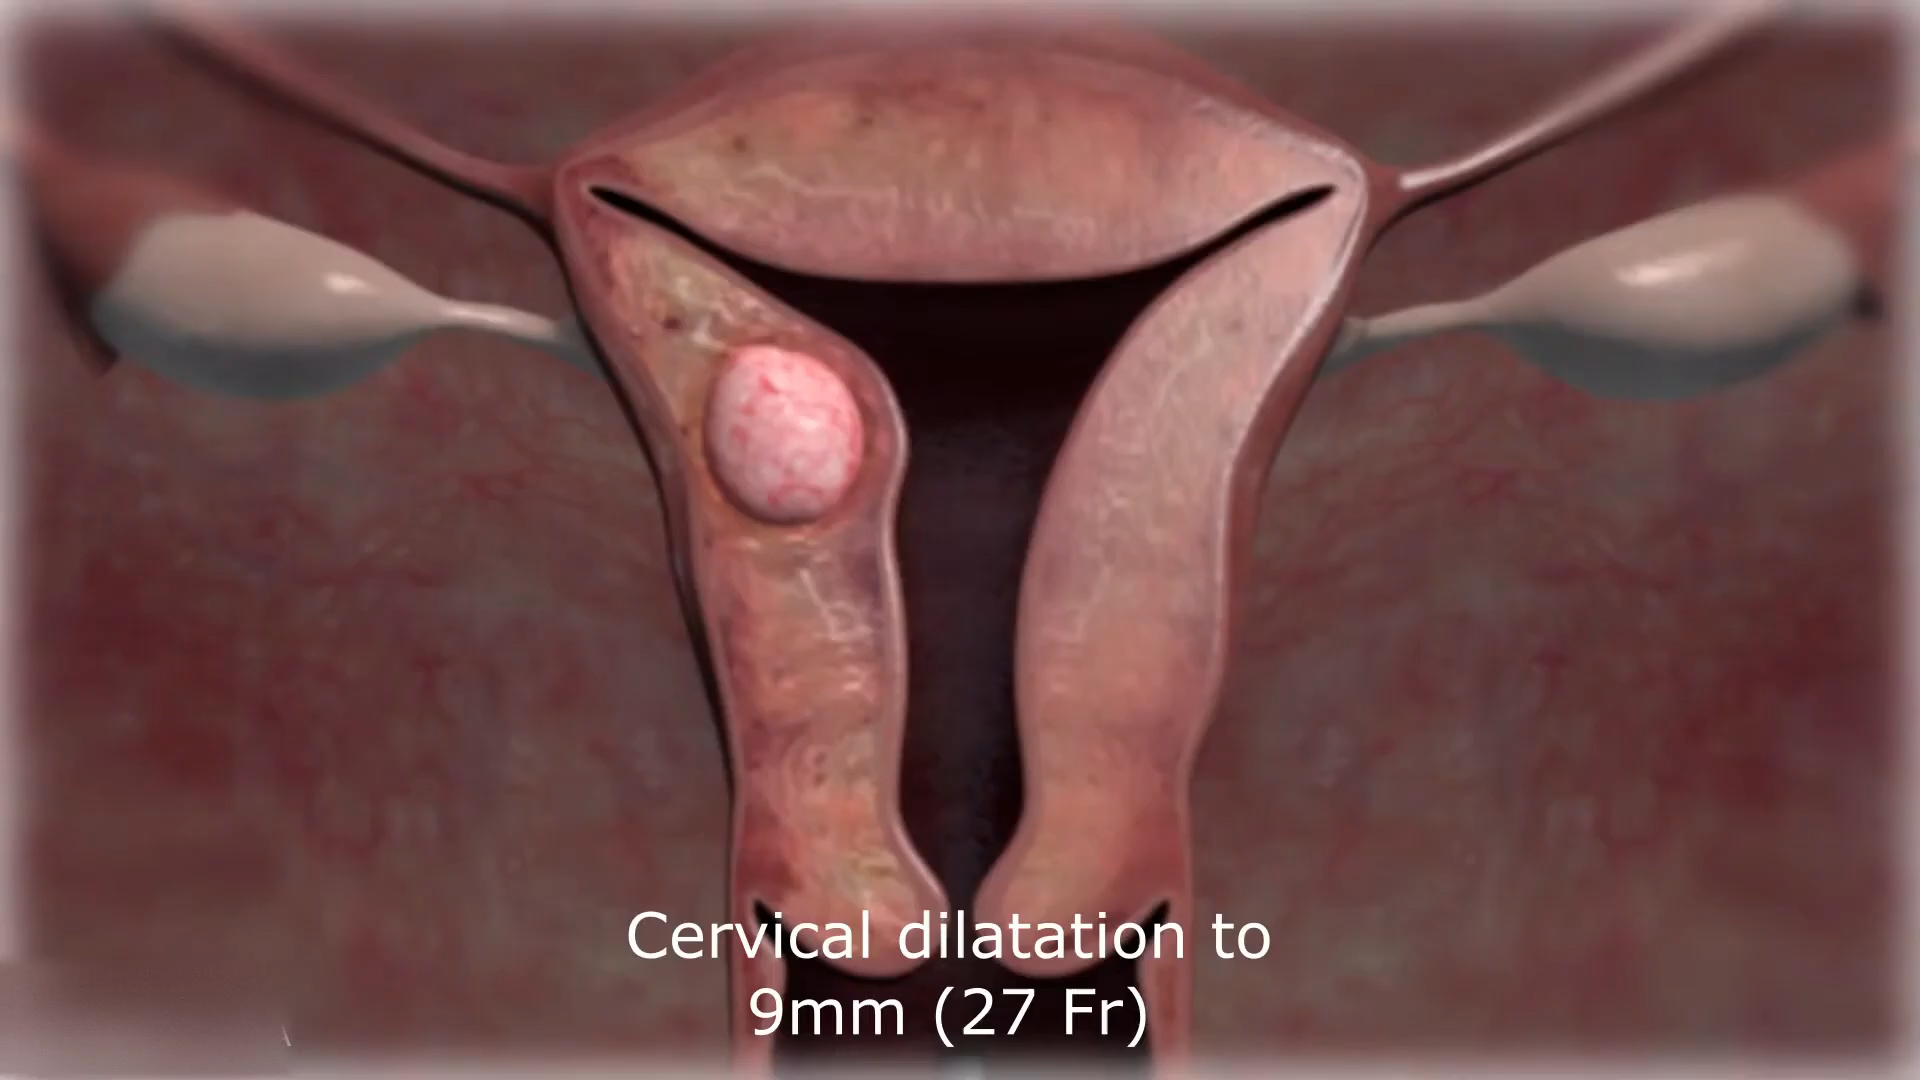 Cervical dilatation to
9mm (27 Fr)